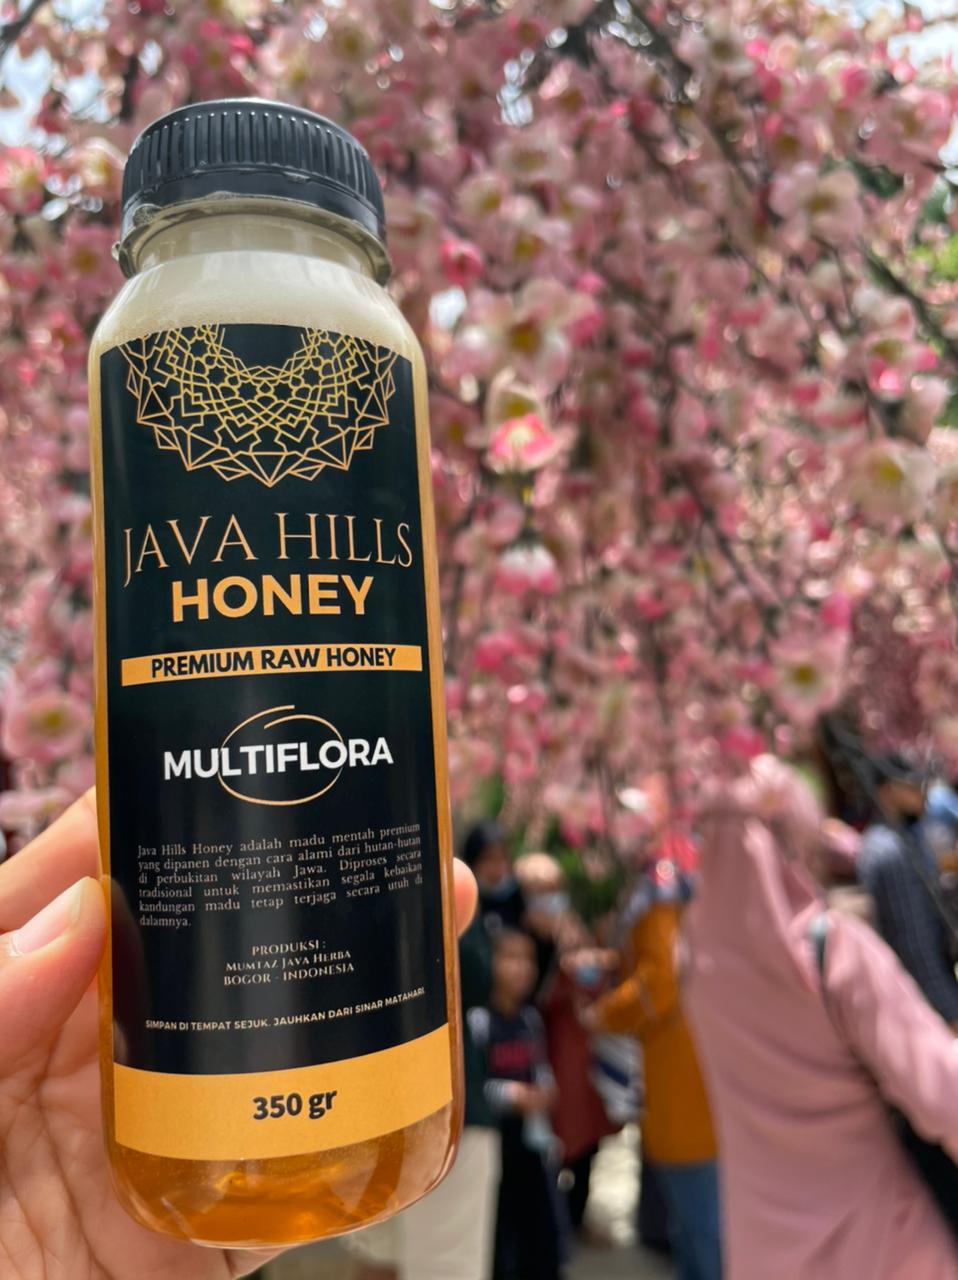 JAVA HILLS
HONEY
PREMIUM RAW HONEY
MULTIFLORA
Java Hills Honey adalah madu mentah premium
yang dipanen dengan cara alami dari hutan-hutan
di perbukitan wilayah Jawa. Diproses secara
tradisional untuk memastikan segala kebaikan
kandungan madu tetap terjaga secara utuh di
dalamnya.
PRODUKSI :
MUMTAZ JAVA HERBA
BOGOR - INDONESIA
SIMPAN DI TEMPAT SEJUK. JAUHKAN DARI SINAR MATAHARI.
350 gr